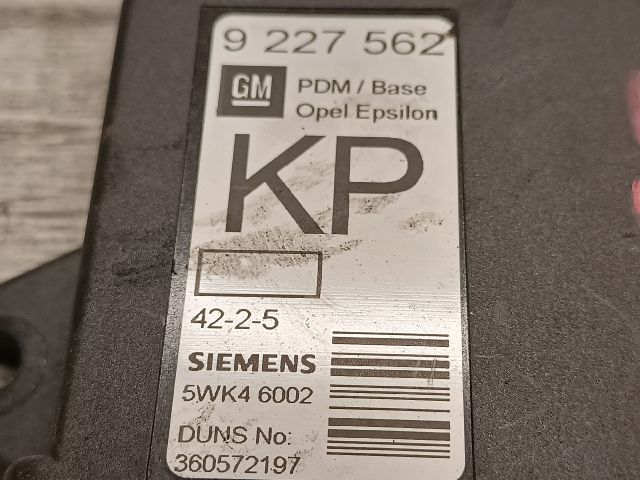 9 227 562
GM PDM / Base
Opel Epsilon
KP
42-2-5
SIEMENS
5WK4 6002
DUNS No:
360572197